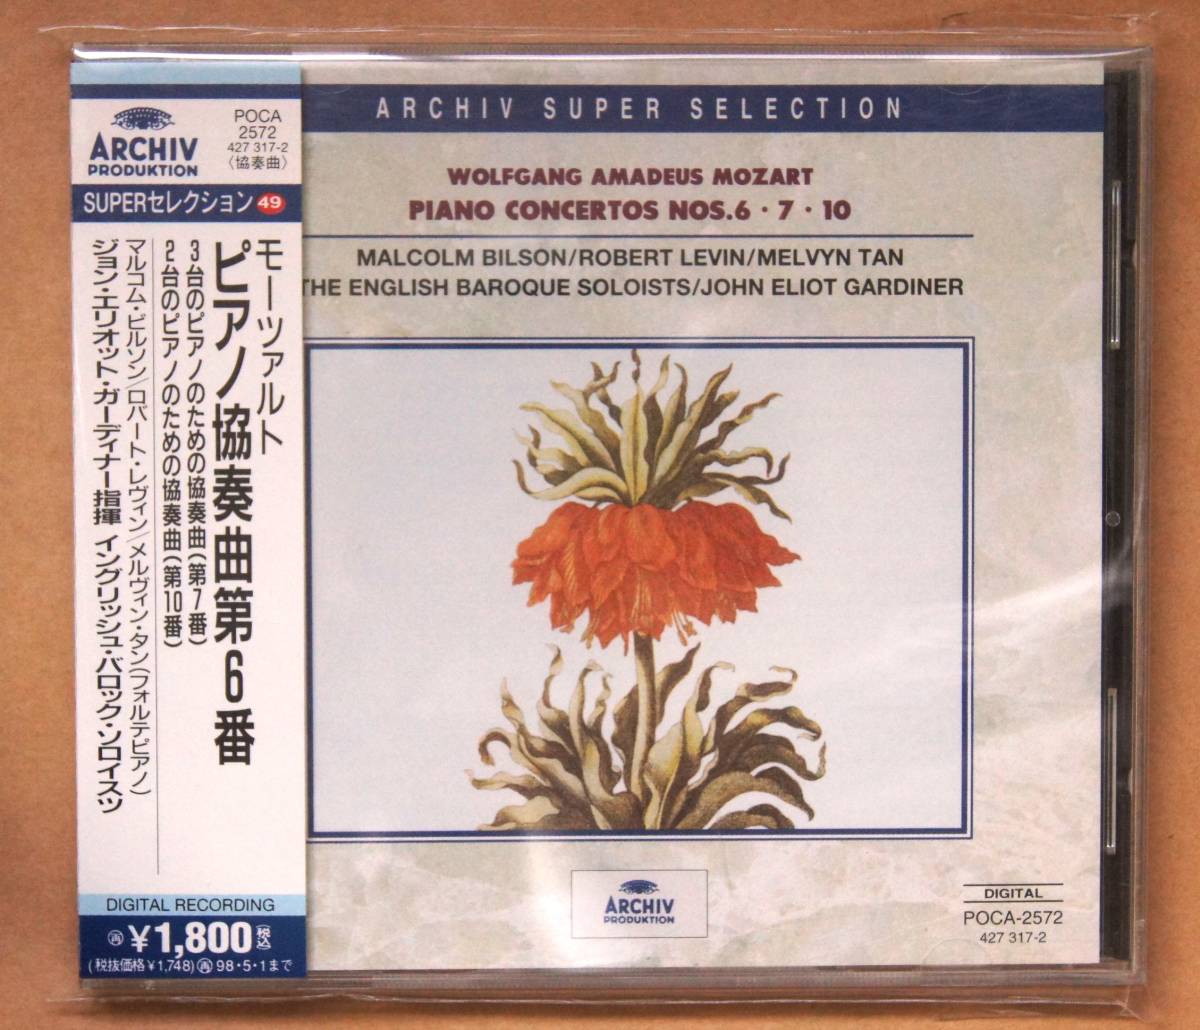 ARCHIV
PRODUKTION
POCA
2572
427 317-2
〈協奏曲〉
SUPERセレクション 49
モーツァルト
ピアノ協奏曲第6番
3台のピアノのための協奏曲(第7番)
2台のピアノのための協奏曲(第10番)
マルコム・ビルソン/ロバート・レヴィン/メルヴィン・タン(フォルテピアノ)
ジョン・エリオット・ガーディナー指揮 イングリッシュ・バロック・ソロイスツ
DIGITAL RECORDING
再 ¥1,800(税込)
(税抜価格¥1,748) 再 98・5・1まで
ARCHIV SUPER SELECTION
WOLFGANG AMADEUS MOZART
PIANO CONCERTOS NOS.6・7・10
MALCOLM BILSON/ROBERT LEVIN/MELVYN TAN
THE ENGLISH BAROQUE SOLOISTS/JOHN ELIOT GARDINER
ARCHIV
PRODUKTION
DIGITAL
POCA-2572
427 317-2